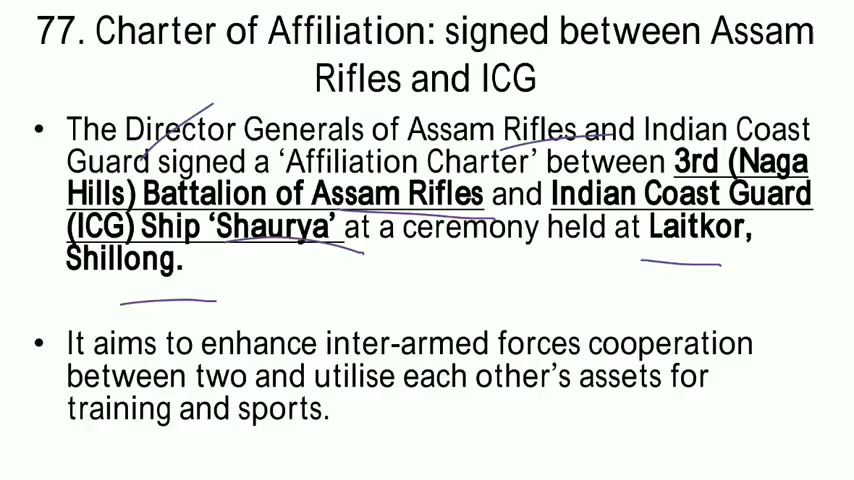 77. Charter of Affiliation: signed between Assam
Rifles and ICG
• The Director Generals of Assam Rifles and Indian Coast
Guard signed a ‘Affiliation Charter’ between 3rd (Naga
Hills) Battalion of Assam Rifles and Indian Coast Guard
(ICG) Ship ‘Shaurya’ at a ceremony held at Laitkor,
Shillong.
• It aims to enhance inter-armed forces cooperation
between two and utilise each other’s assets for
training and sports.